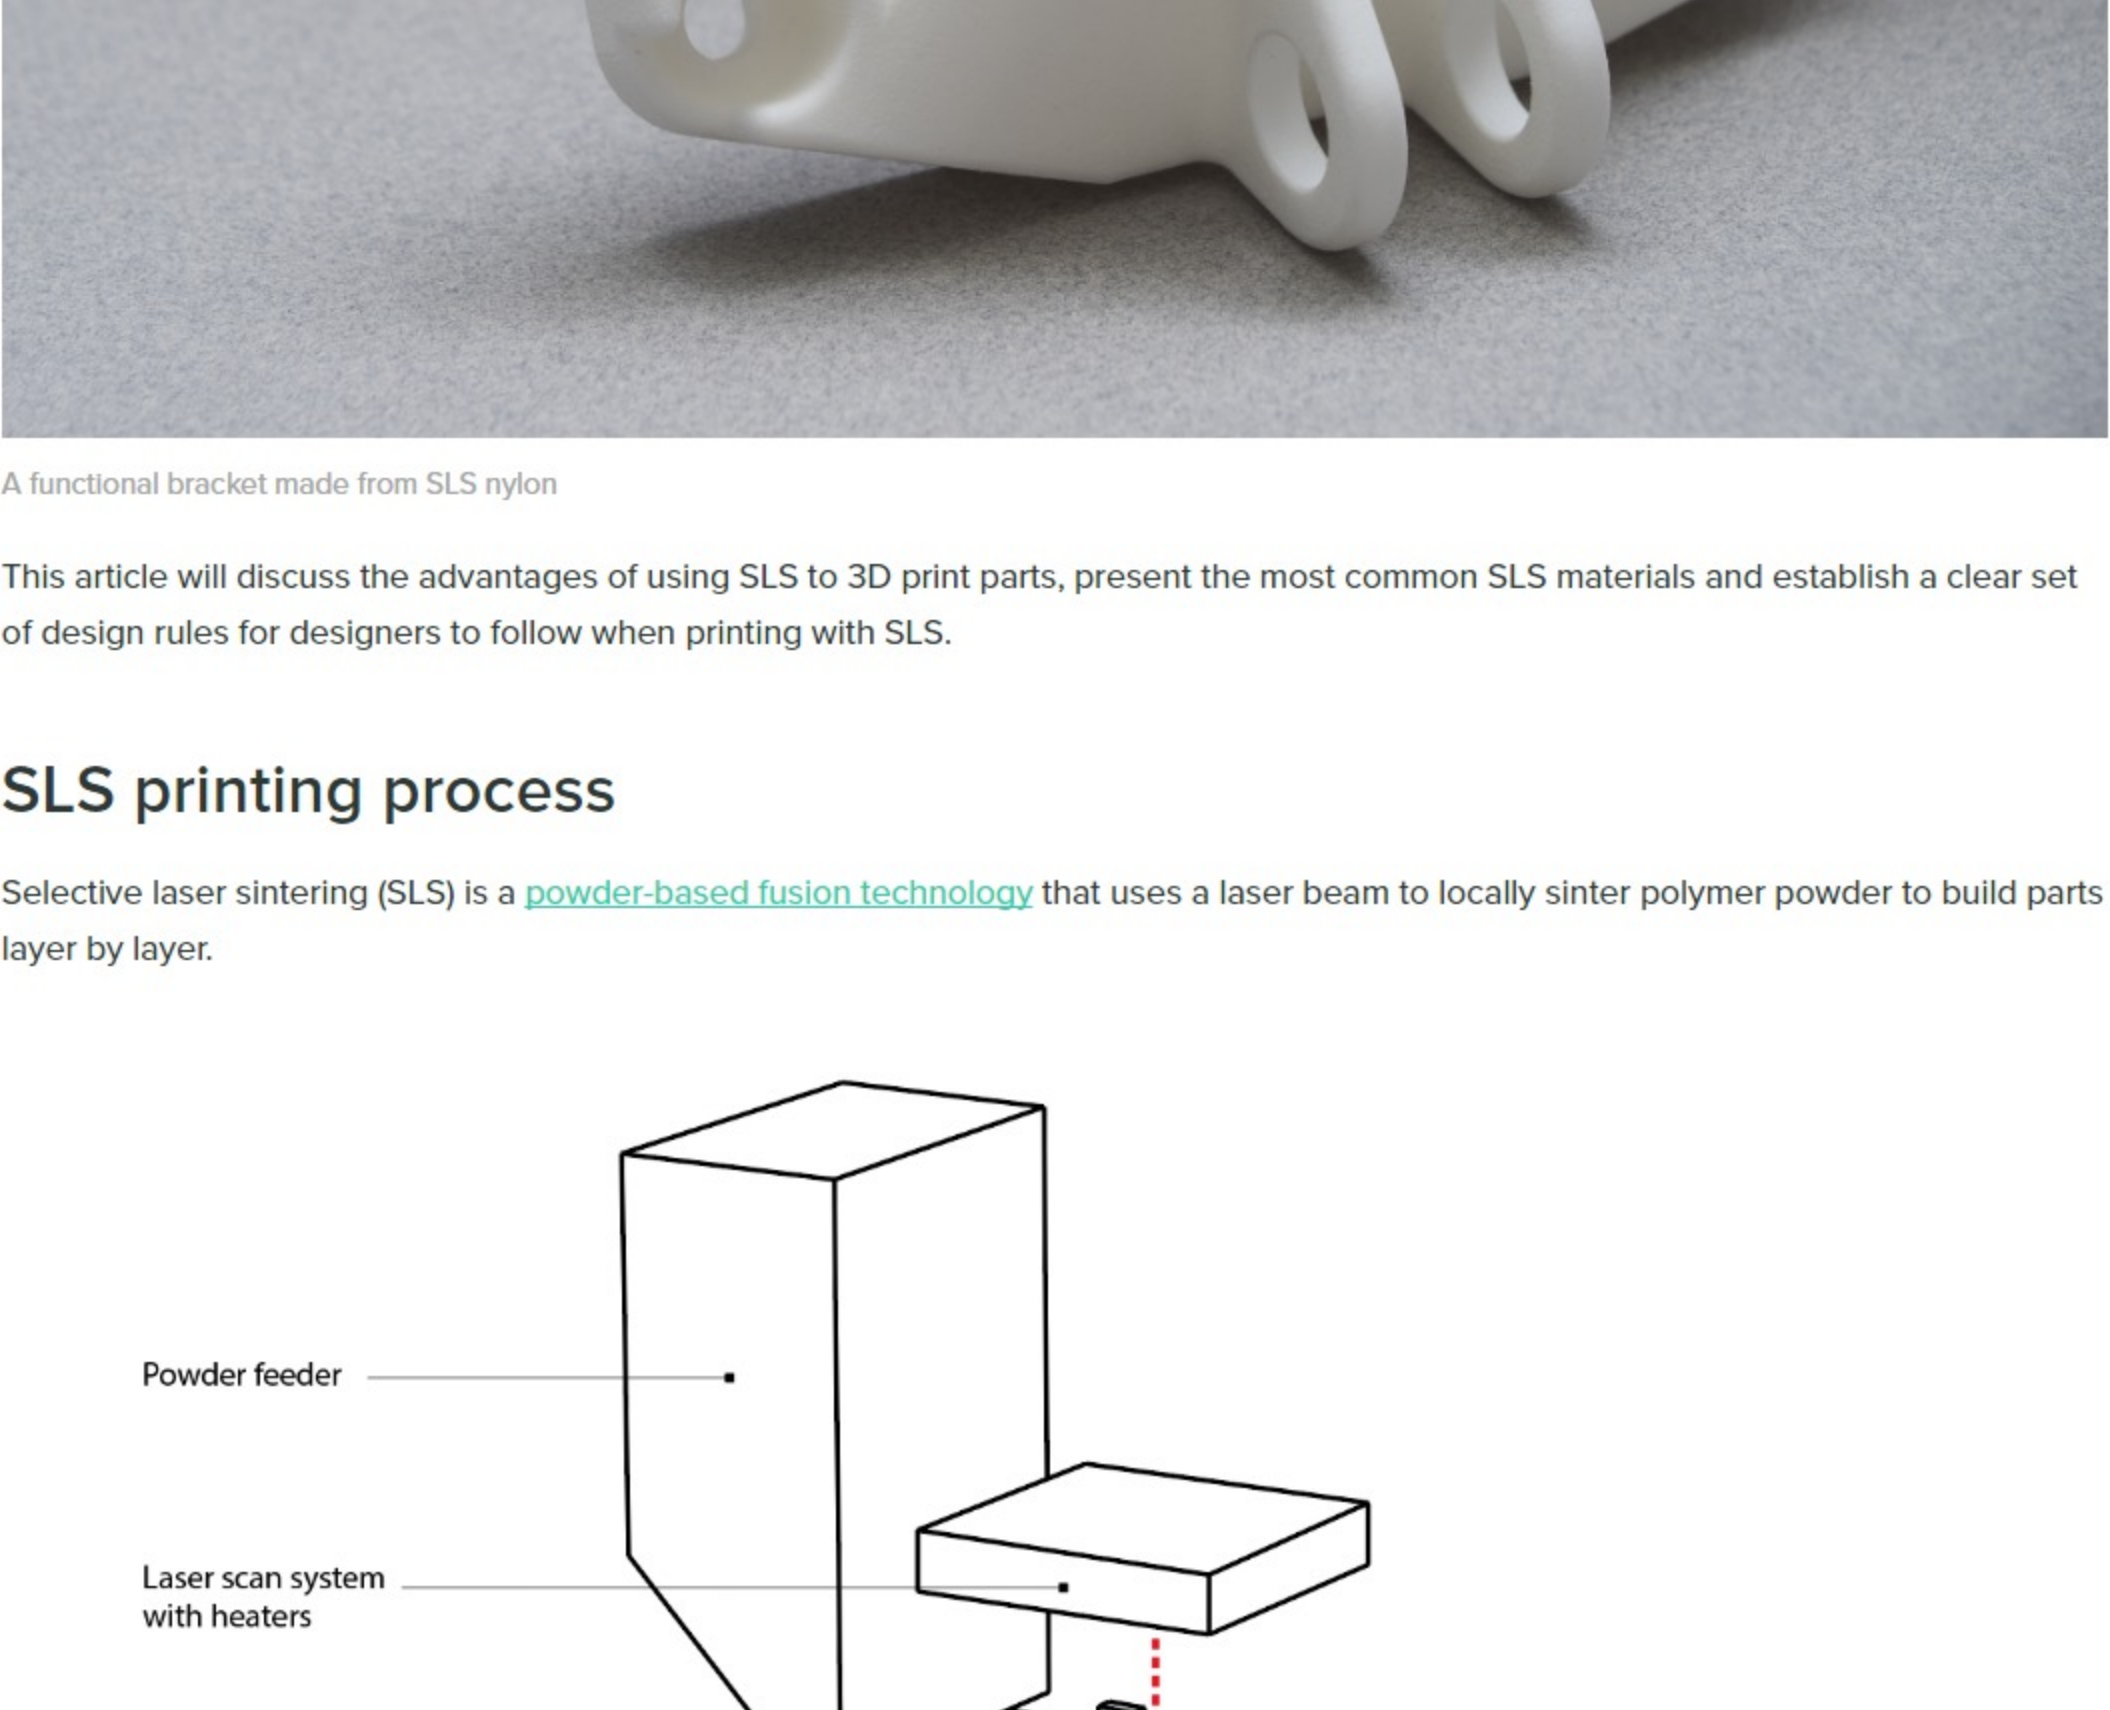 A functional bracket made from SLS nylon
This article will discuss the advantages of using SLS to 3D print parts, present the most common SLS materials and establish a clear set
of design rules for designers to follow when printing with SLS.
SLS printing process
Selective laser sintering (SLS) is a powder-based fusion technology that uses a laser beam to locally sinter polymer powder to build parts
layer by layer.
Powder feeder
Laser scan system
with heaters